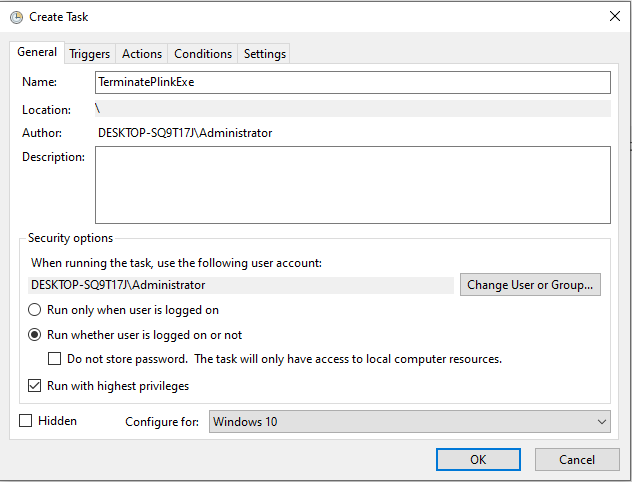 Create Task
General Triggers Actions Conditions Settings
Name: TerminatePlinkExe
Location: \
Author: DESKTOP-SQ9T17J\Administrator
Description:
Security options
When running the task, use the following user account:
DESKTOP-SQ9T17J\Administrator Change User or Group...
Run only when user is logged on
Run whether user is logged on or not
Do not store password. The task will only have access to local computer resources.
Run with highest privileges
Hidden Configure for: Windows 10
OK Cancel